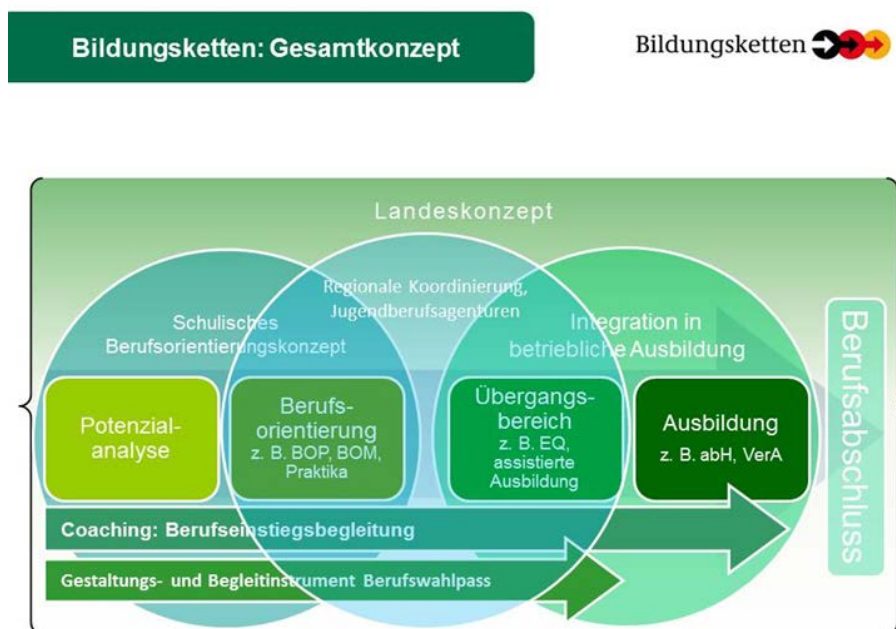 Bildungsketten: Gesamtkonzept
Bildungsketten
Landeskonzept
Regionale Koordinierung,
Jugendberufsagentüren
Schulisches
Berufsorientierungskonzept
Integration in
betriebliche Ausbildung
Potenzial-
analyse
Berufs-
orientierung
z. B. BOP, BOM,
Praktika
Übergangs-
bereich
z. B. EQ,
assistierte
Ausbildung
Ausbildung
z. B. abH, VerA
Berufsabschluss
Coaching: Berufseinstiegsbegleitung
Gestaltungs- und Begleitinstrument Berufswahlpass